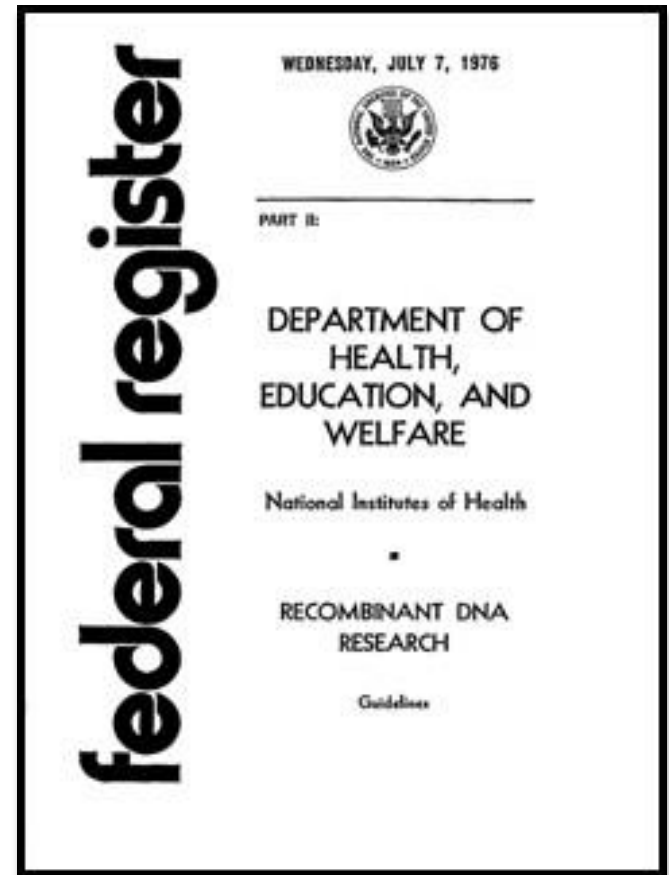 federal register
WEDNESDAY, JULY 7, 1976
PART II:
DEPARTMENT OF
HEALTH,
EDUCATION, AND
WELFARE
National Institutes of Health
RECOMBINANT DNA
RESEARCH
Guidelines